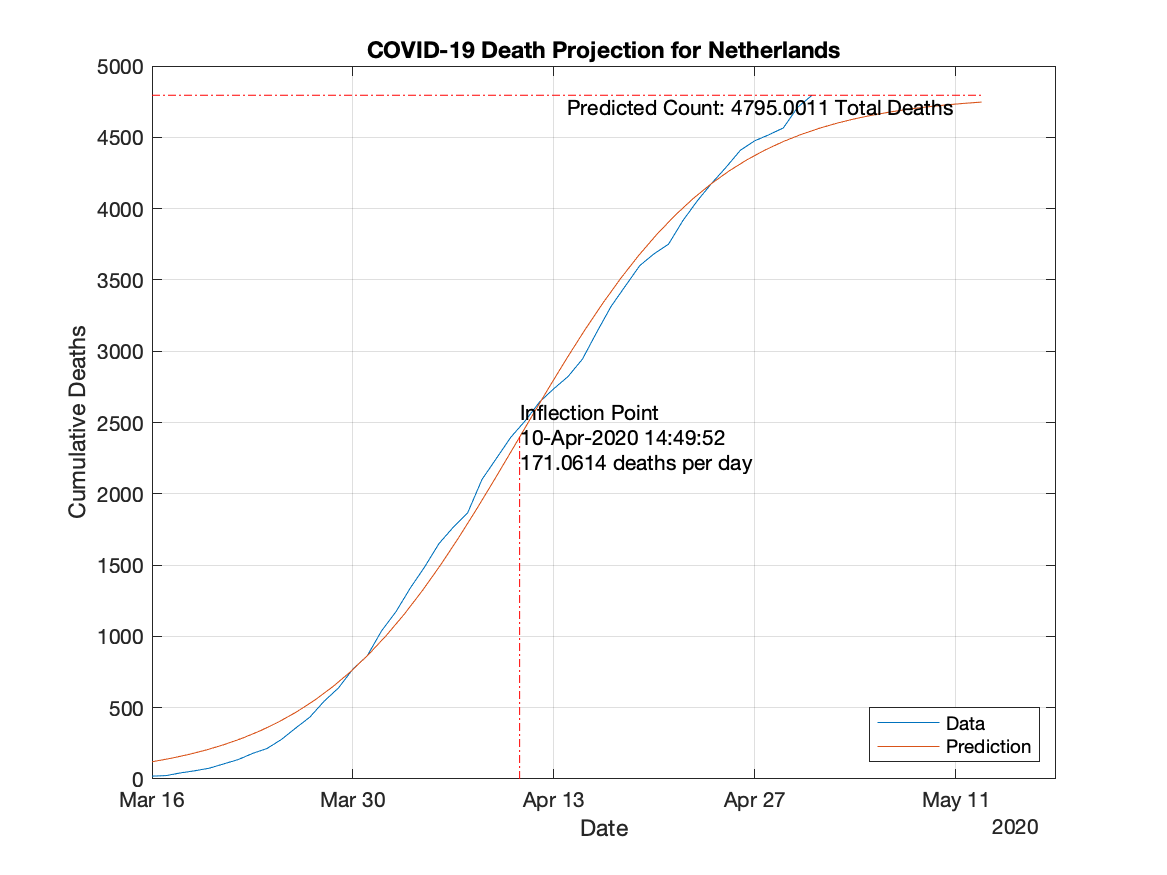 COVID-19 Death Projection for Netherlands
5000
Predicted Count: 4795.0011 Total Deaths
4500
4000
3500
3000
2500
2000
1500
1000
500
0
Cumulative Deaths
Inflection Point
10-Apr-2020 14:49:52
171.0614 deaths per day
Data
Prediction
Mar 16 Mar 30 Apr 13 Apr 27 May 11
Date
2020